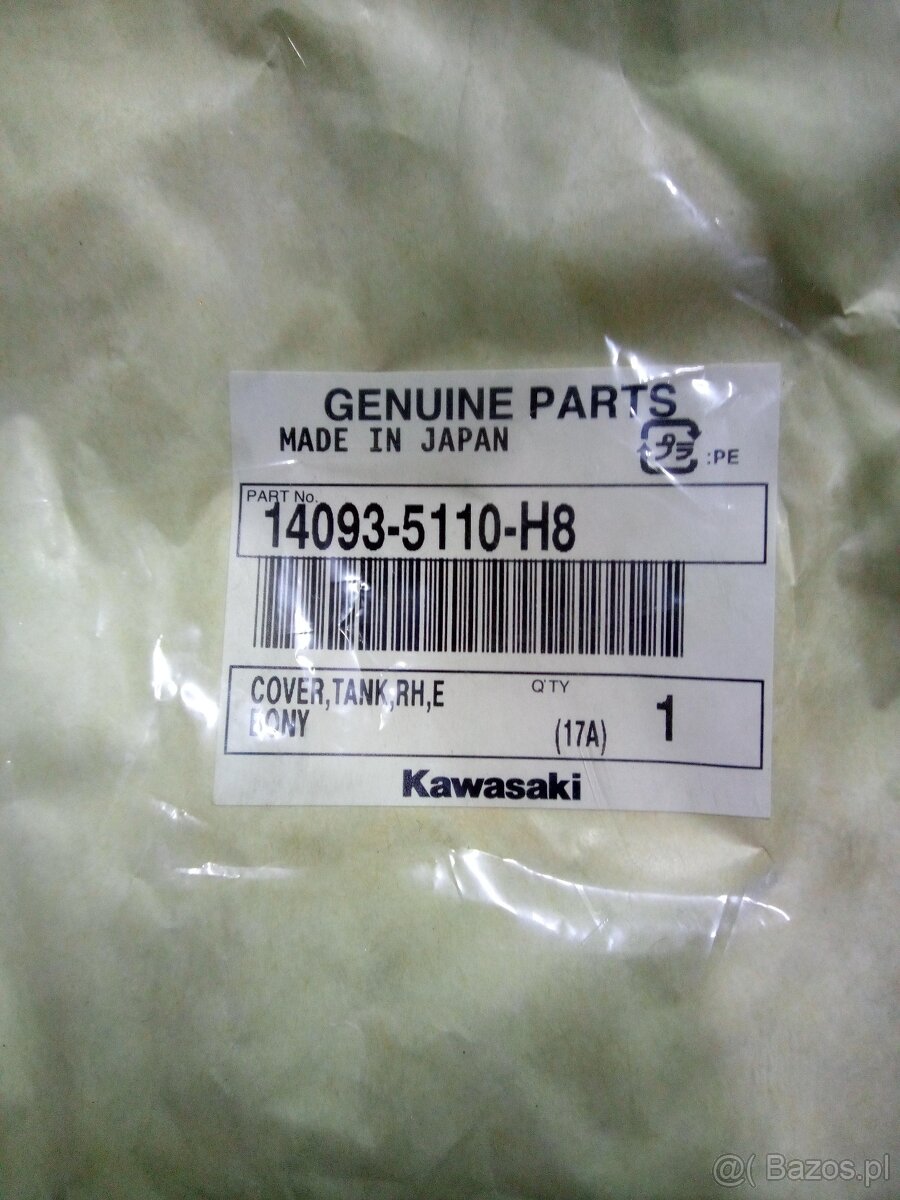 GENUINE PARTS
MADE IN JAPAN
プラ :PE
PART No.
14093-5110-H8
COVER,TANK,RH,E
BONY
Q'TY
(17A)
1
Kawasaki
@( Bazos.pl